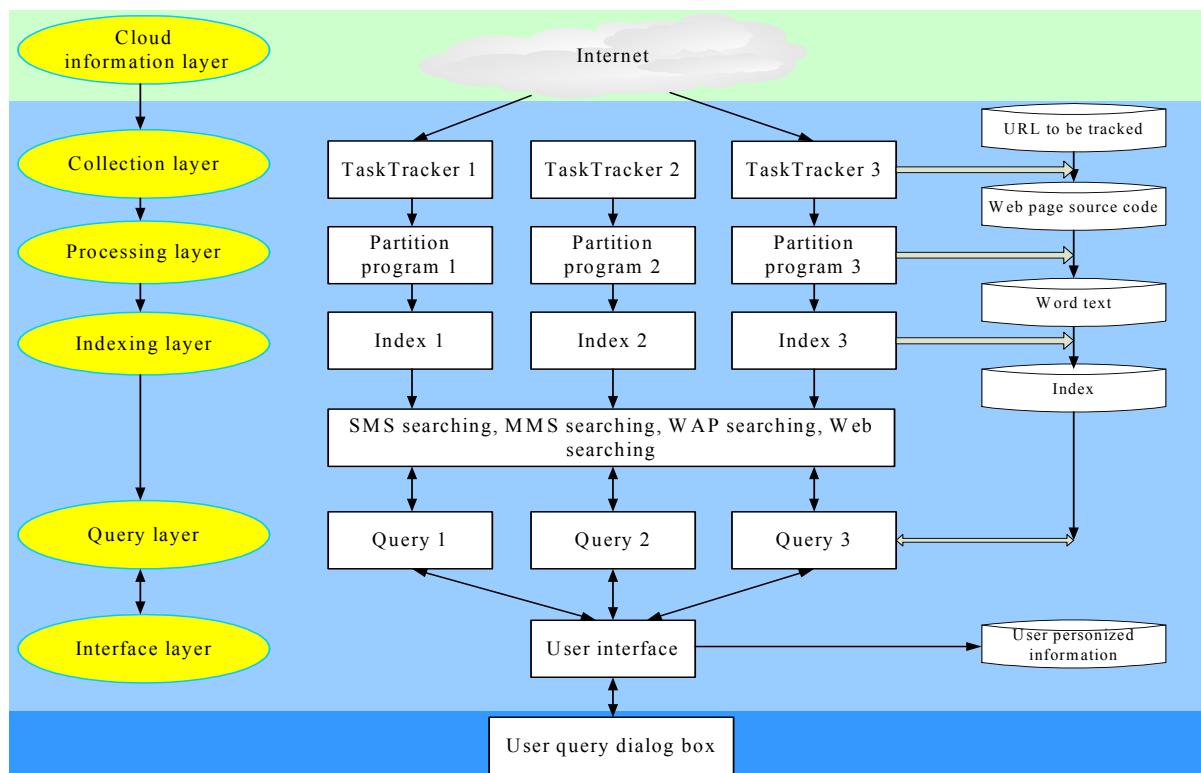 Cloud
information layer
Internet
URL to be tracked
Collection layer
TaskTracker 1
TaskTracker 2
TaskTracker 3
Web page source code
Processing layer
Partition
program 1
Partition
program 2
Partition
program 3
Word text
Indexing layer
Index 1
Index 2
Index 3
Index
SMS searching, MMS searching, WAP searching, Web
searching
Query layer
Query 1
Query 2
Query 3
Interface layer
User interface
User personized
information
User query dialog box